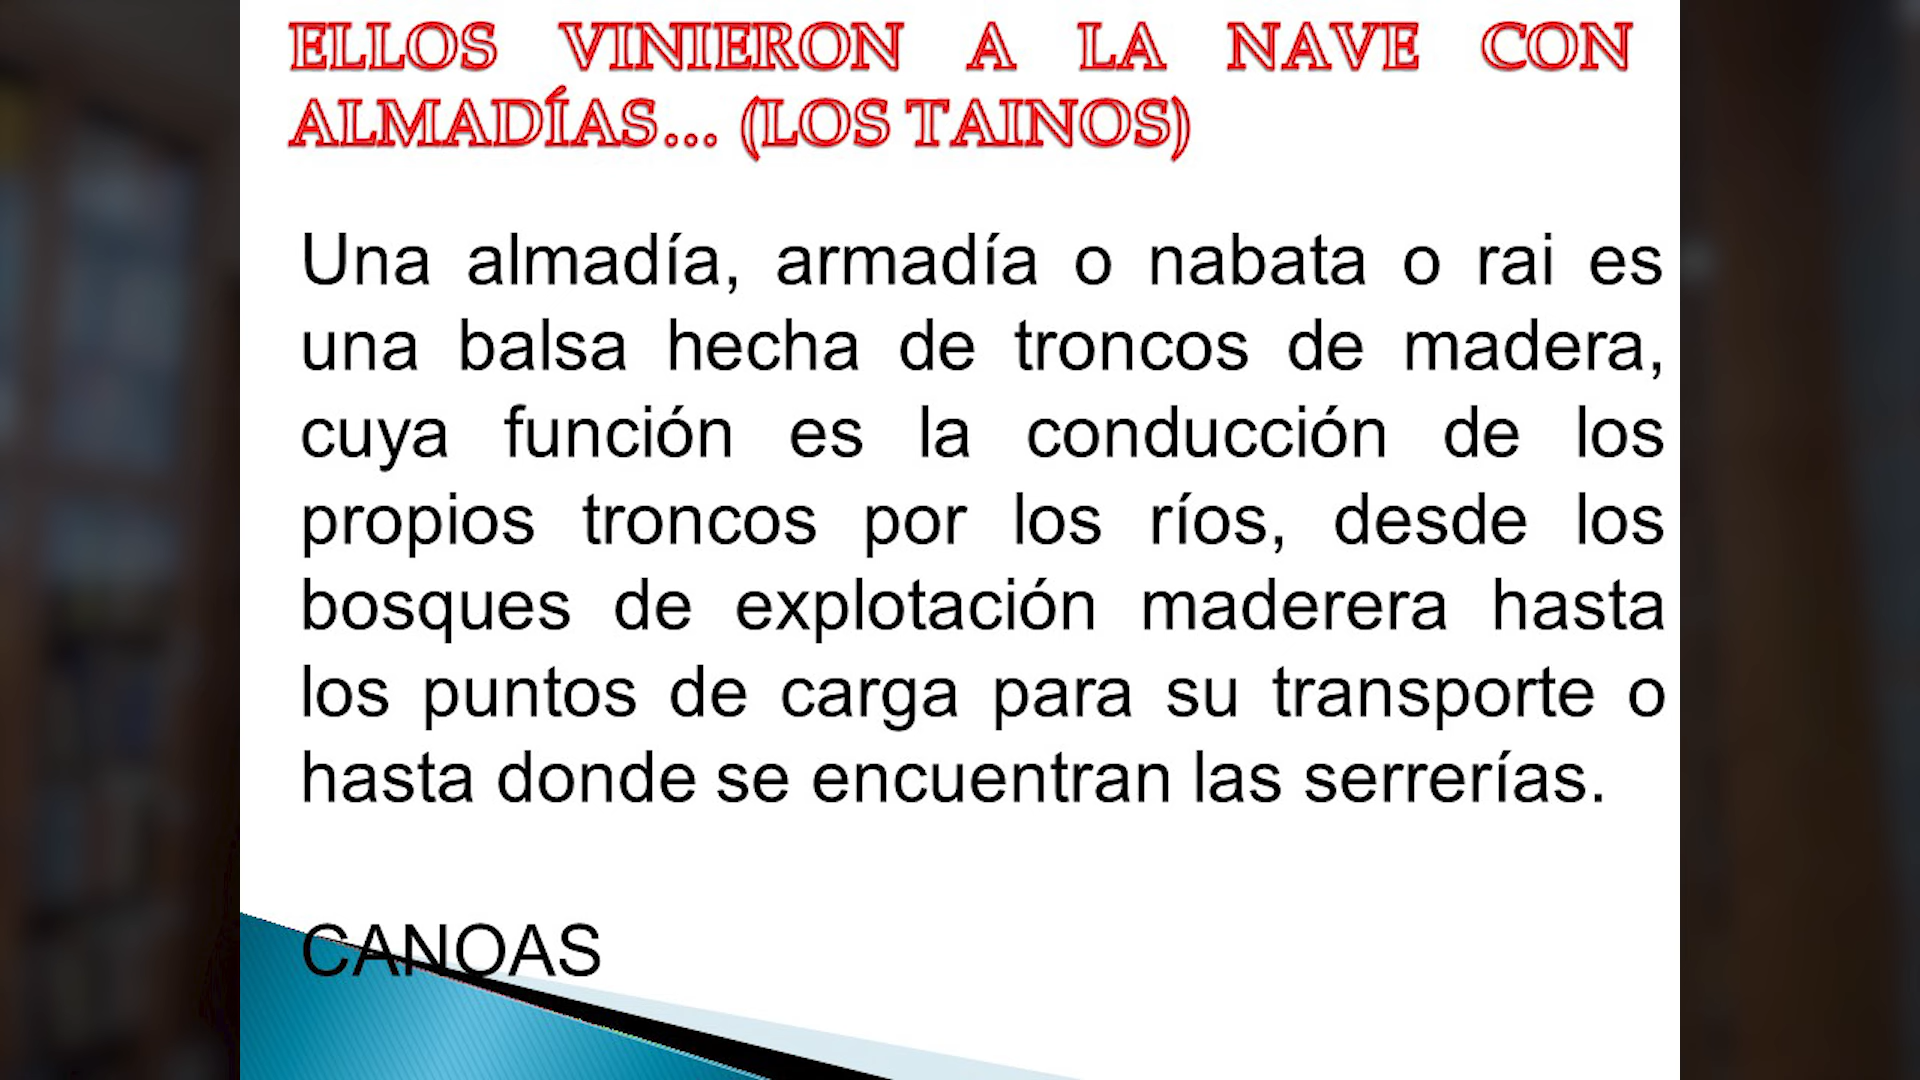 ELLOS VINIERON A LA NAVE CON
ALMADÍAS... (LOS TAINOS)
Una almadía, armadía o nabata o rai es
una balsa hecha de troncos de madera,
cuya función es la conducción de los
propios troncos por los ríos, desde los
bosques de explotación maderera hasta
los puntos de carga para su transporte o
hasta donde se encuentran las serrerías.
CANOAS